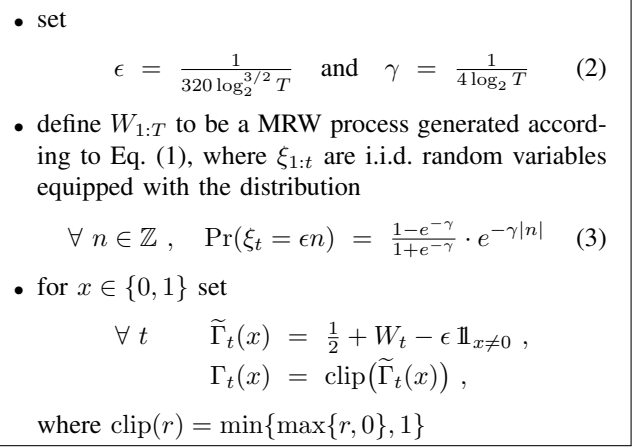 • set
ϵ = 1/(320 log₂^{3/2} T) and γ = 1/(4 log₂ T) (2)
• define W_{1:T} to be a MRW process generated accord-
ing to Eq. (1), where ξ_{1:t} are i.i.d. random variables
equipped with the distribution
∀ n ∈ ℤ , Pr(ξ_t = ϵn) = (1−e^{−γ})/(1+e^{−γ}) · e^{−γ|n|} (3)
• for x ∈ {0, 1} set
∀ t Γ̃_t(x) = 1/2 + W_t − ϵ 𝟙_{x≠0} ,
Γ_t(x) = clip(Γ̃_t(x)) ,
where clip(r) = min{max{r, 0}, 1}